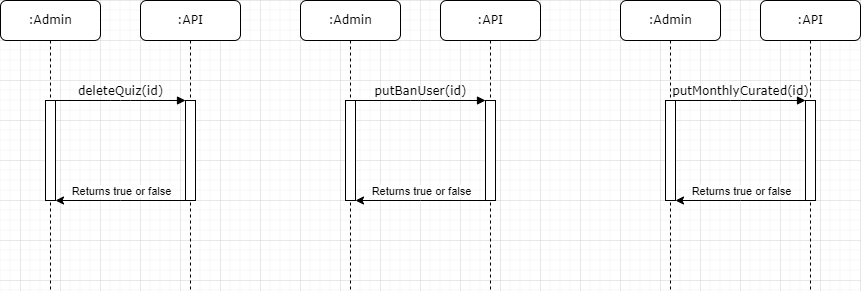 :Admin
:API
:Admin
:API
:Admin
:API
deleteQuiz(id)
putBanUser(id)
putMonthlyCurated(id)
Returns true or false
Returns true or false
Returns true or false